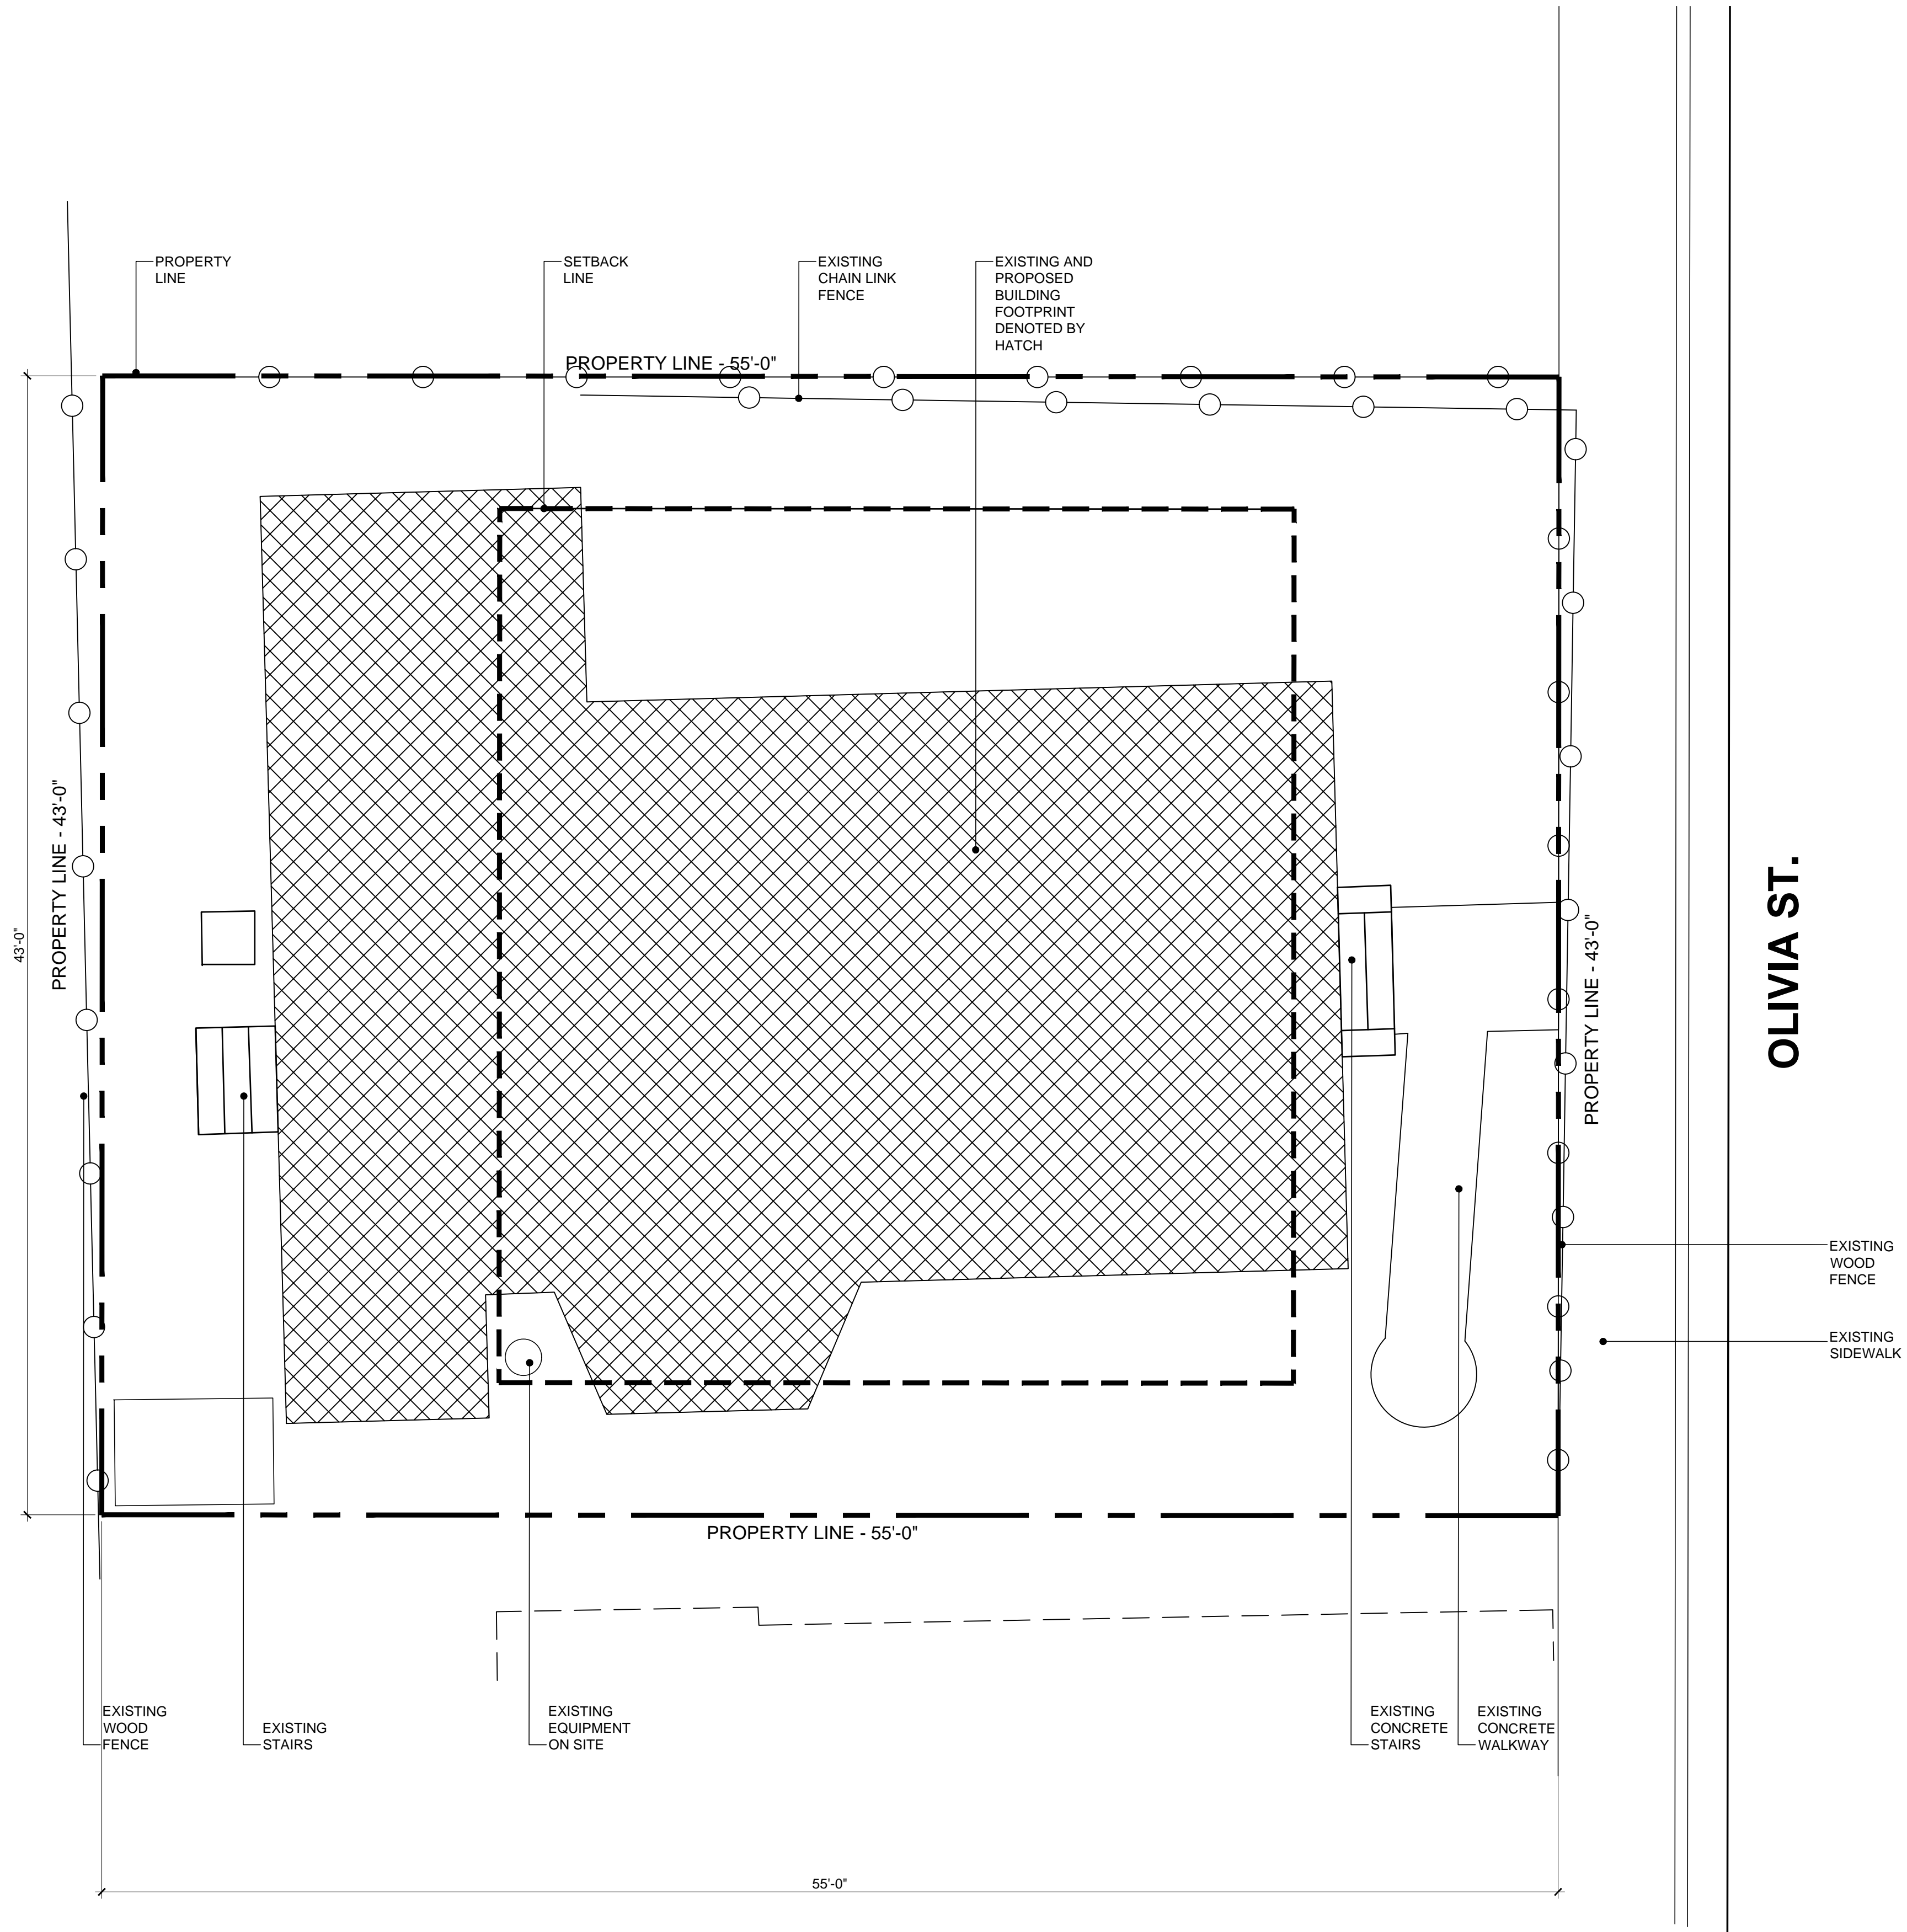 PROPERTY
LINE
SETBACK
LINE
EXISTING
CHAIN LINK
FENCE
EXISTING AND
PROPOSED
BUILDING
FOOTPRINT
DENOTED BY
HATCH
PROPERTY LINE - 55'-0"
43'-0"
PROPERTY LINE - 43'-0"
PROPERTY LINE - 43'-0"
OLIVIA ST.
EXISTING
WOOD
FENCE
EXISTING
SIDEWALK
PROPERTY LINE - 55'-0"
EXISTING
WOOD
FENCE
EXISTING
STAIRS
EXISTING
EQUIPMENT
ON SITE
EXISTING
CONCRETE
STAIRS
EXISTING
CONCRETE
WALKWAY
55'-0"